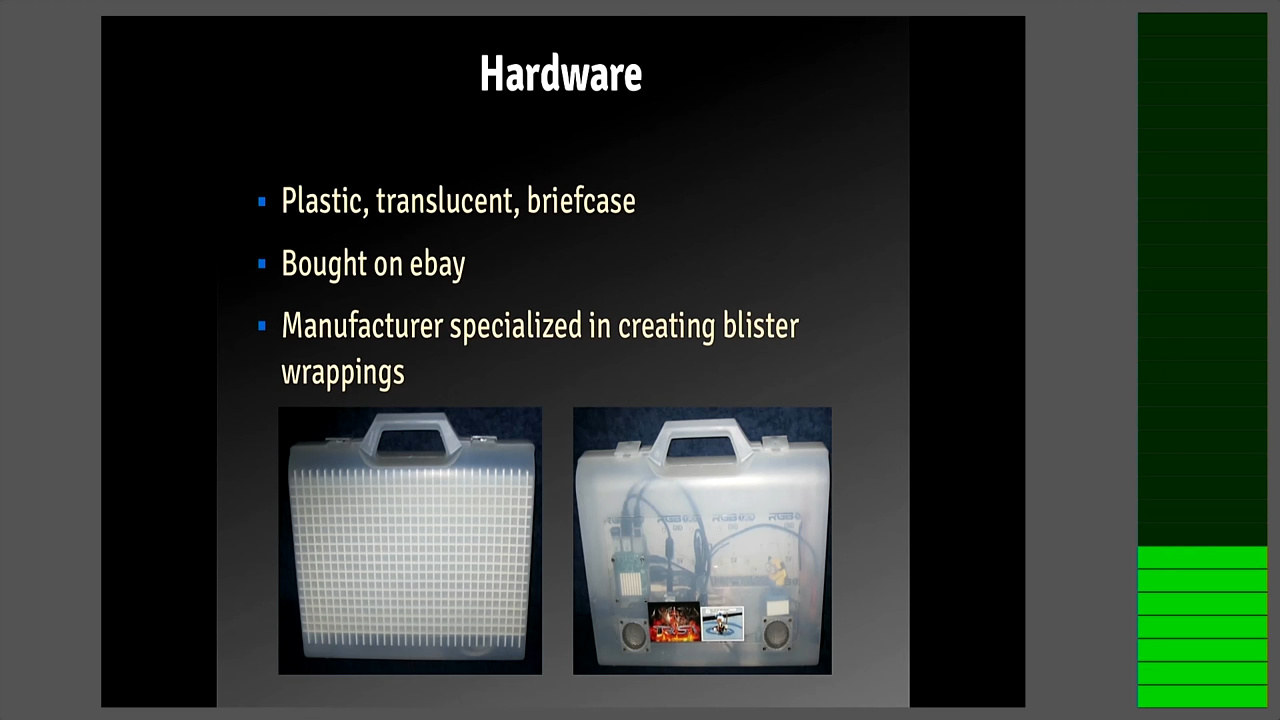 Hardware
Plastic, translucent, briefcase
Bought on ebay
Manufacturer specialized in creating blister
wrappings